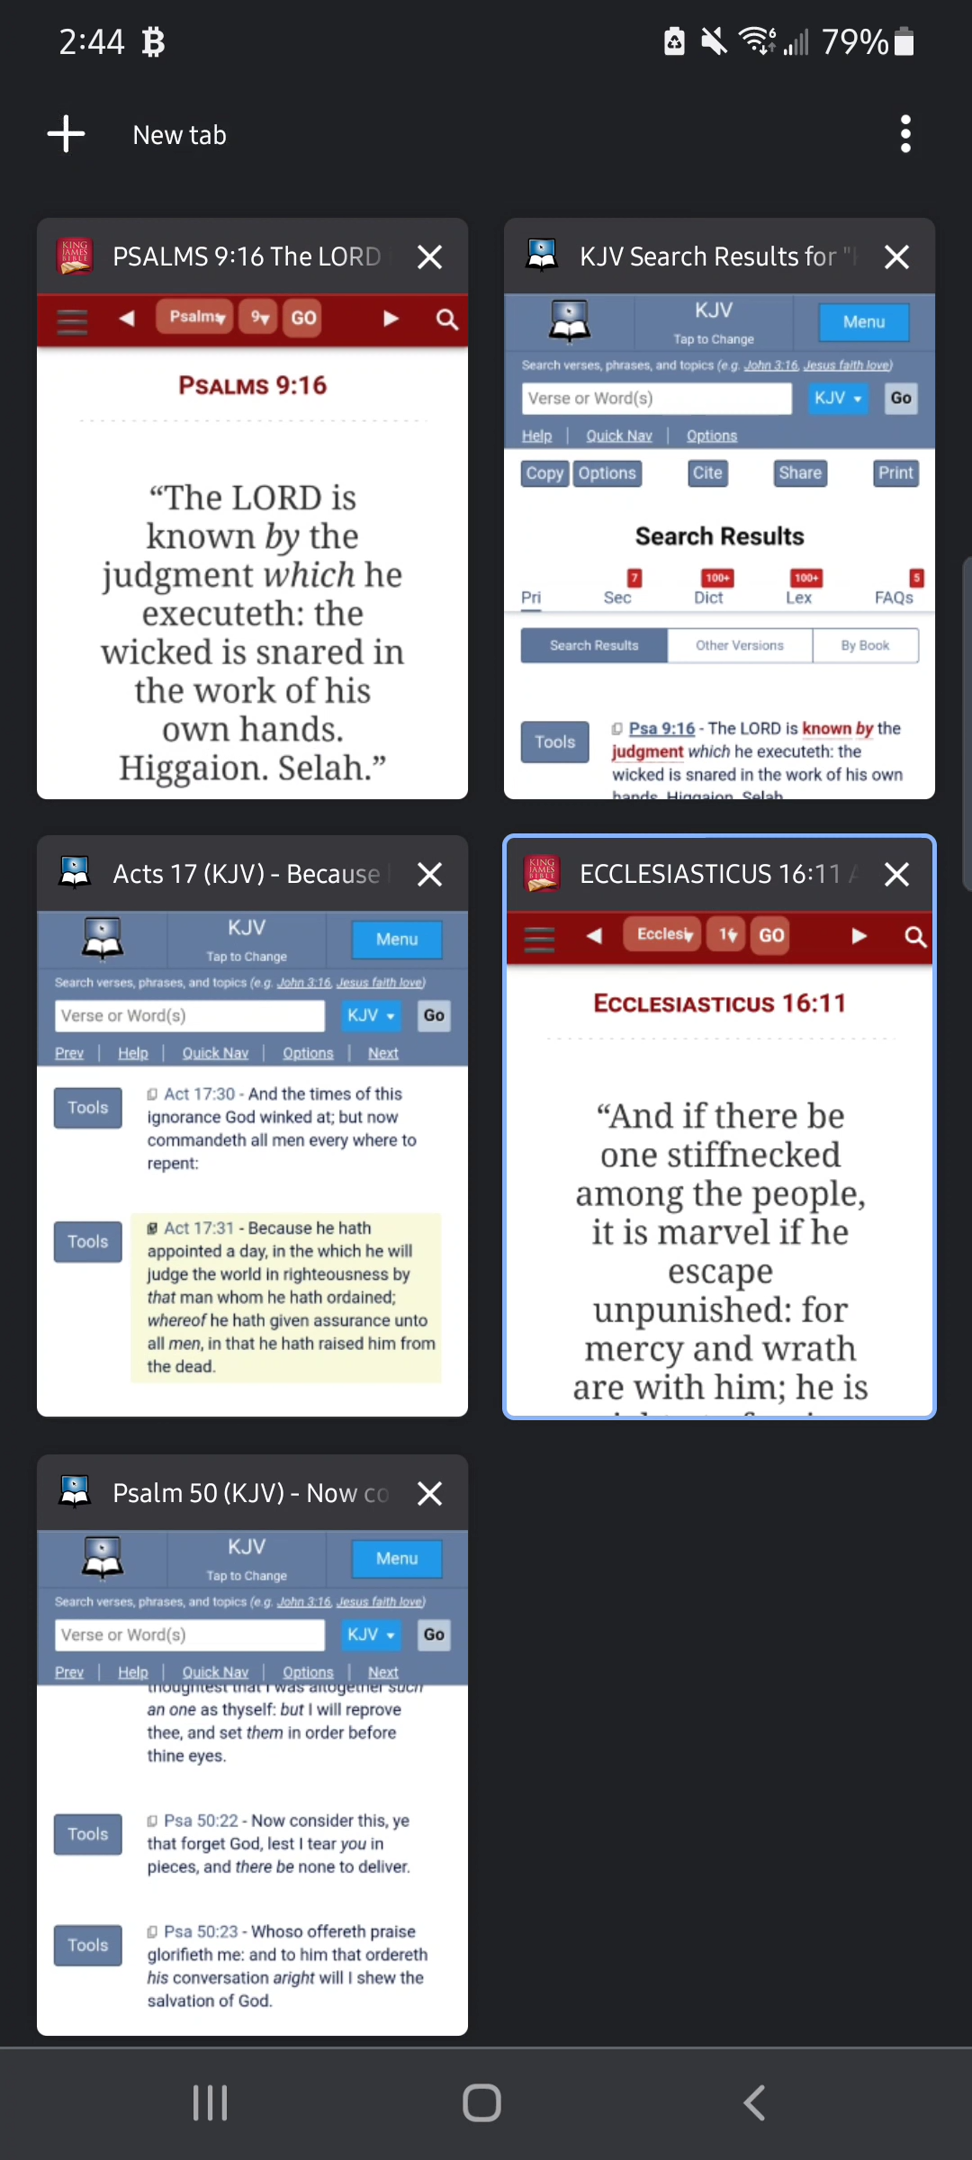 2:44
79%
New tab
PSALMS 9:16 The LORD
Psalms
9
GO
PSALMS 9:16
“The LORD is
known by the
judgment which he
executeth: the
wicked is snared in
the work of his
own hands.
Higgaion. Selah.”
KJV Search Results for "
KJV
Tap to Change
Menu
Search verses, phrases, and topics (e.g. John 3:16, Jesus faith love)
Verse or Word(s)
KJV
Go
Help | Quick Nav | Options
Copy Options Cite Share Print
Search Results
7 100+ 100+ 5
Pri Sec Dict Lex FAQs
Search Results Other Versions By Book
Tools
Psa 9:16 - The LORD is known by the
judgment which he executeth: the
wicked is snared in the work of his own
hands. Higgaion. Selah
Acts 17 (KJV) - Because
KJV
Tap to Change
Menu
Search verses, phrases, and topics (e.g. John 3:16, Jesus faith love)
Verse or Word(s)
KJV
Go
Prev | Help | Quick Nav | Options | Next
Tools
Act 17:30 - And the times of this
ignorance God winked at; but now
commandeth all men every where to
repent:
Tools
Act 17:31 - Because he hath
appointed a day, in the which he will
judge the world in righteousness by
that man whom he hath ordained;
whereof he hath given assurance unto
all men, in that he hath raised him from
the dead.
KING JAMES BIBLE
ECCLESIASTICUS 16:11
GO
ECCLESIASTICUS 16:11
“And if there be
one stiffnecked
among the people,
it is marvel if he
escape
unpunished: for
mercy and wrath
are with him; he is
Psalm 50 (KJV) - Now co
KJV
Tap to Change
Menu
Search verses, phrases, and topics (e.g. John 3:16, Jesus faith love)
Verse or Word(s)
KJV
Go
Prev | Help | Quick Nav | Options | Next
thoughtest that I was altogether such
an one as thyself: but I will reprove
thee, and set them in order before
thine eyes.
Tools
Psa 50:22 - Now consider this, ye
that forget God, lest I tear you in
pieces, and there be none to deliver.
Tools
Psa 50:23 - Whoso offereth praise
glorifieth me: and to him that ordereth
his conversation aright will I shew the
salvation of God.